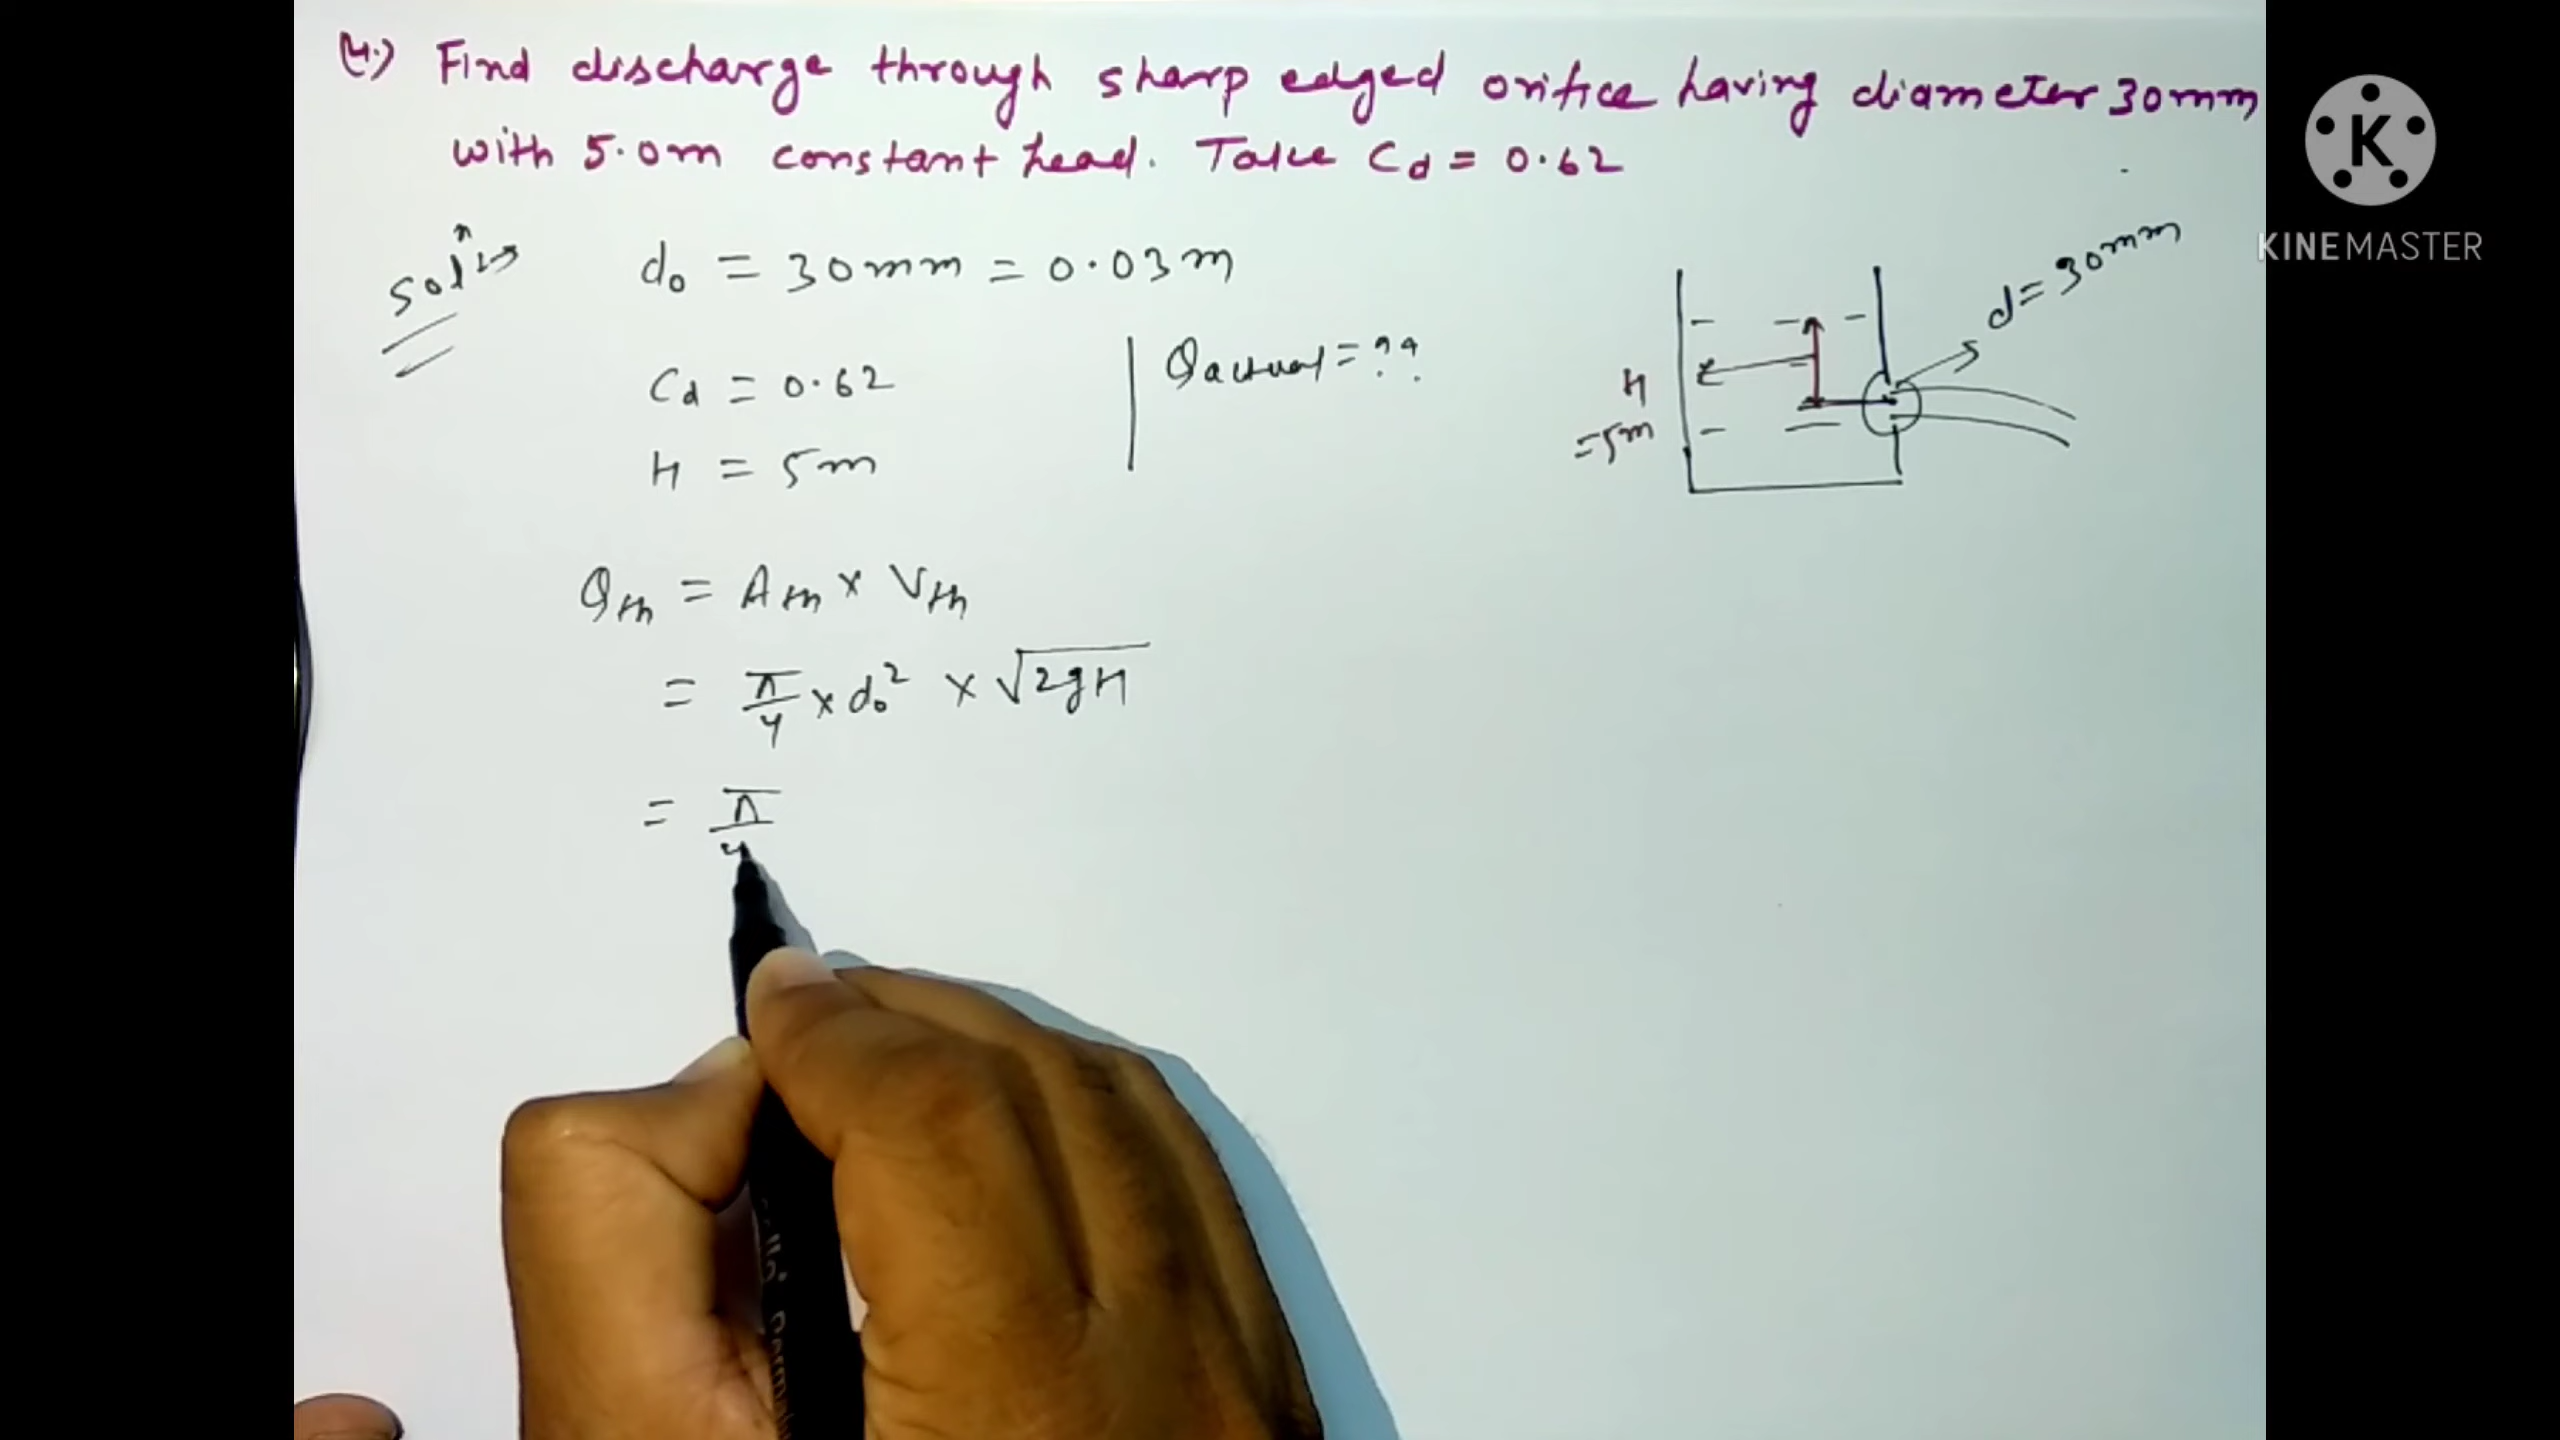 (4.) Find discharge through sharp edged orifice having diameter 30mm
with 5.0m constant head. Take Cd = 0.62
Solⁿ
d₀ = 30mm = 0.03m
Cd = 0.62
H = 5m
Qactual = ??
H
=5m
d=30mm
Qth = Ath × Vth
= π/4 × d₀² × √2gH
= π/4
K
KINEMASTER
cello